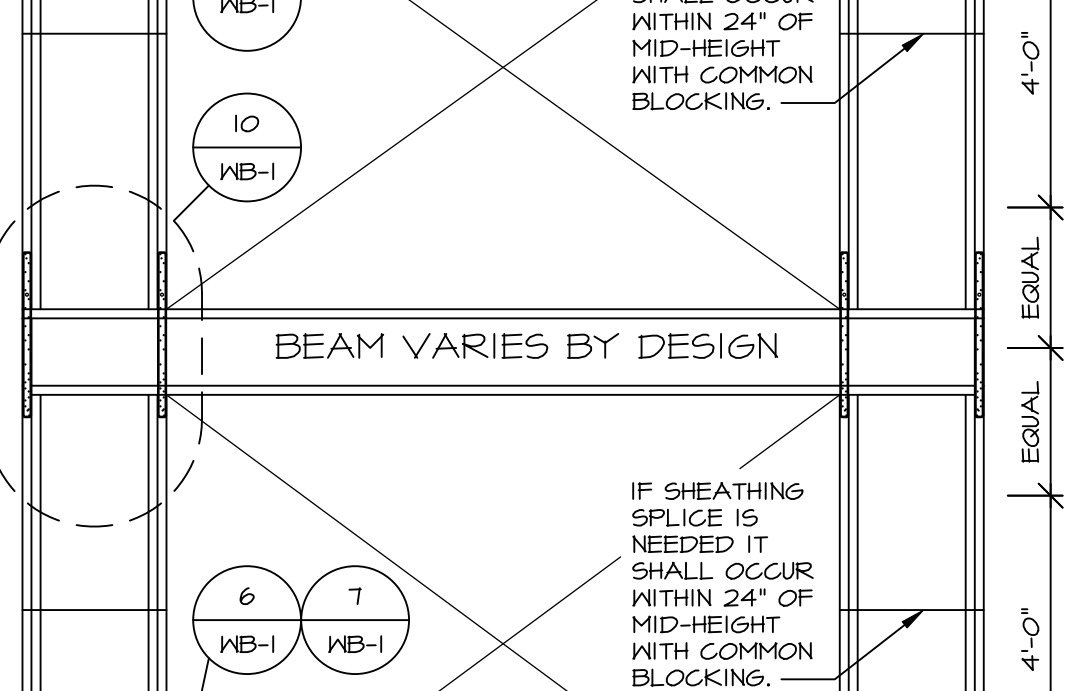 WB-1
SHALL OCCUR
WITHIN 24" OF
MID-HEIGHT
WITH COMMON
BLOCKING.
4'-0"
10
WB-1
EQUAL
BEAM VARIES BY DESIGN
EQUAL
IF SHEATHING
SPLICE IS
NEEDED IT
SHALL OCCUR
WITHIN 24" OF
MID-HEIGHT
WITH COMMON
BLOCKING.
6
WB-1
7
WB-1
4'-0"